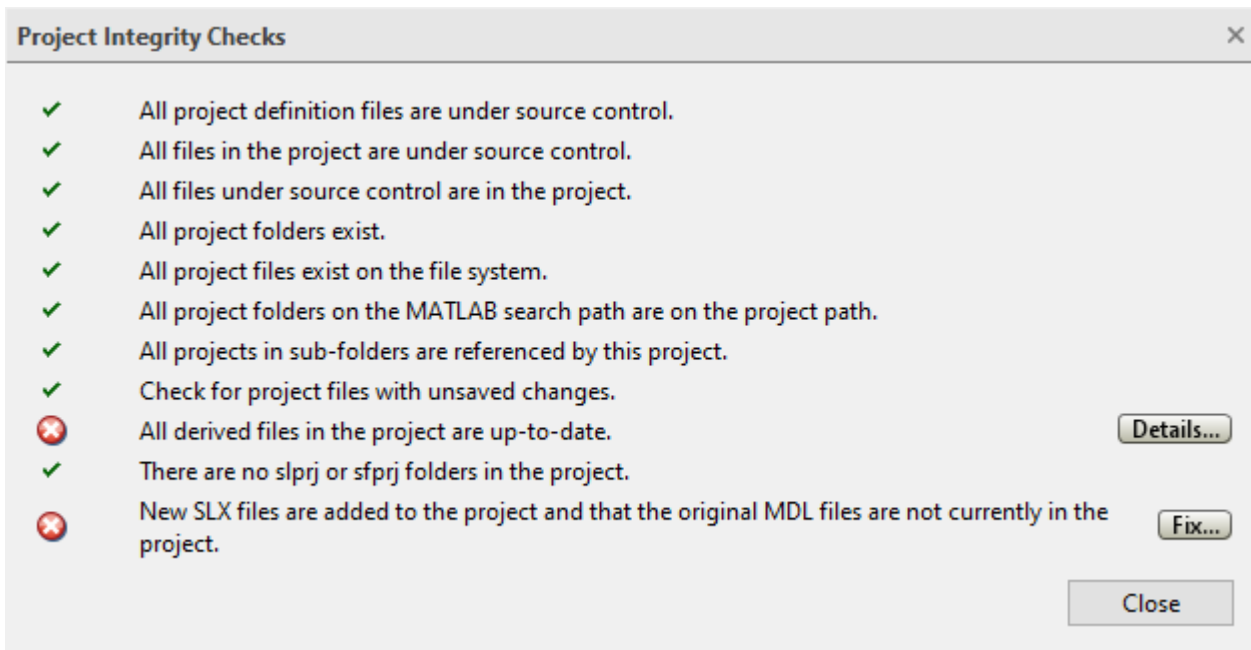 Project Integrity Checks
All project definition files are under source control.
All files in the project are under source control.
All files under source control are in the project.
All project folders exist.
All project files exist on the file system.
All project folders on the MATLAB search path are on the project path.
All projects in sub-folders are referenced by this project.
Check for project files with unsaved changes.
All derived files in the project are up-to-date. Details...
There are no slprj or sfprj folders in the project.
New SLX files are added to the project and that the original MDL files are not currently in the
project. Fix...
Close